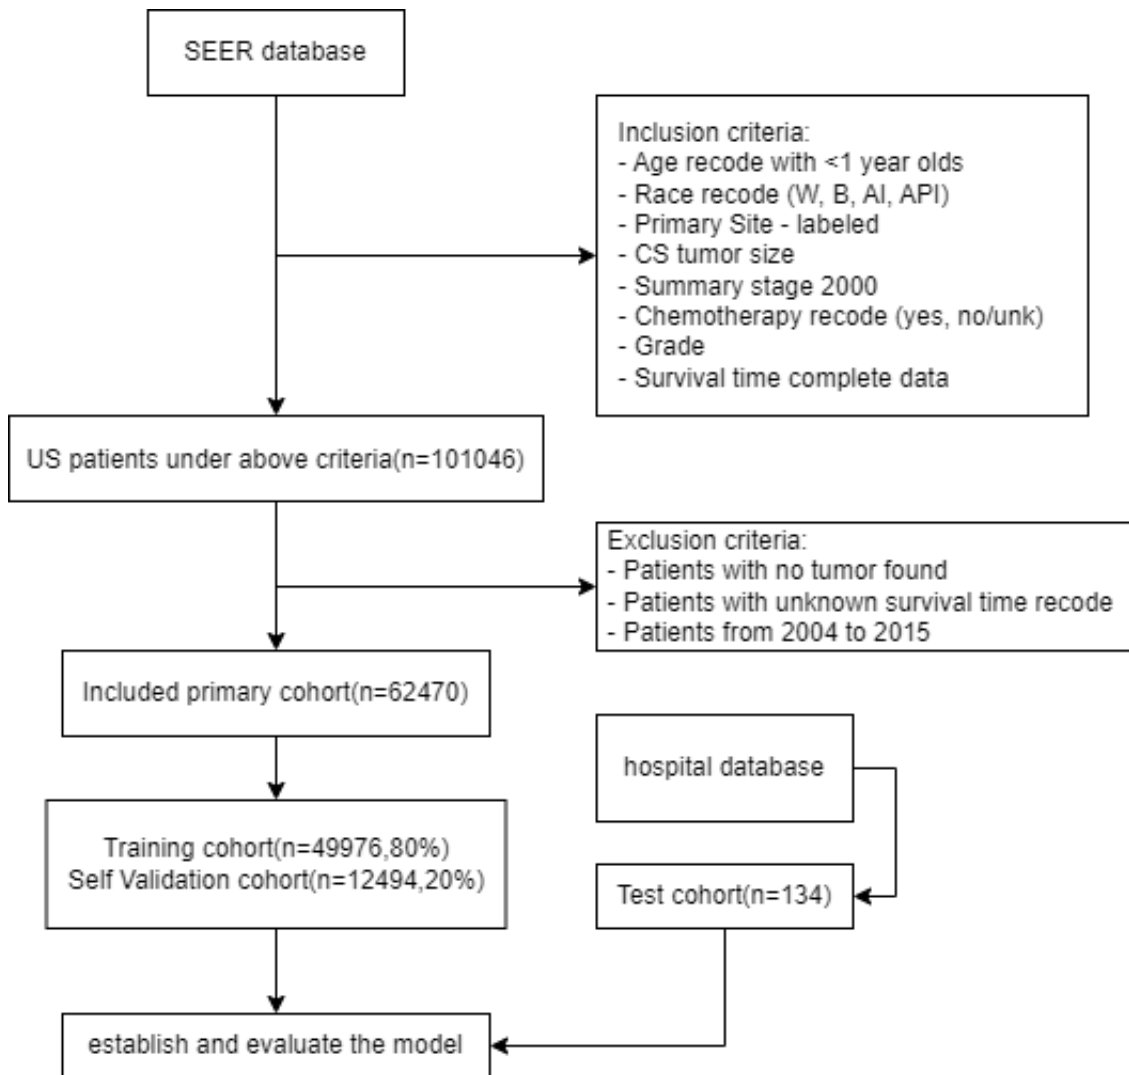 SEER database
Inclusion criteria:
- Age recode with <1 year olds
- Race recode (W, B, AI, API)
- Primary Site - labeled
- CS tumor size
- Summary stage 2000
- Chemotherapy recode (yes, no/unk)
- Grade
- Survival time complete data
US patients under above criteria(n=101046)
Exclusion criteria:
- Patients with no tumor found
- Patients with unknown survival time recode
- Patients from 2004 to 2015
Included primary cohort(n=62470)
hospital database
Training cohort(n=49976,80%)
Self Validation cohort(n=12494,20%)
Test cohort(n=134)
establish and evaluate the model